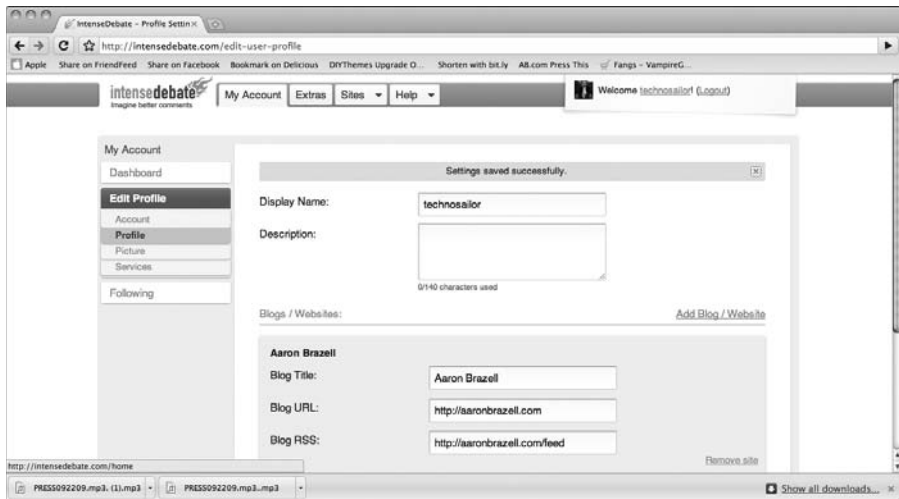 IntenseDebate – Profile Settin
http://intensedebate.com/edit-user-profile
Apple Share on FriendFeed Share on Facebook Bookmark on Delicious DIYThemes Upgrade O... Shorten with bit.ly AB.com Press This Fangs – VampireG...
intensedebate
Imagine better comments
My Account Extras Sites Help
Welcome technosailor! (Logout)
My Account
Dashboard
Edit Profile
Account
Profile
Picture
Services
Following
Settings saved successfully.
Display Name: technosailor
Description:
0/140 characters used
Blogs / Websites: Add Blog / Website
Aaron Brazell
Blog Title: Aaron Brazell
Blog URL: http://aaronbrazell.com
Blog RSS: http://aaronbrazell.com/feed
Remove site
http://intensedebate.com/home
PRESS092209.mp3. (1).mp3 PRESS092209.mp3..mp3 Show all downloads...